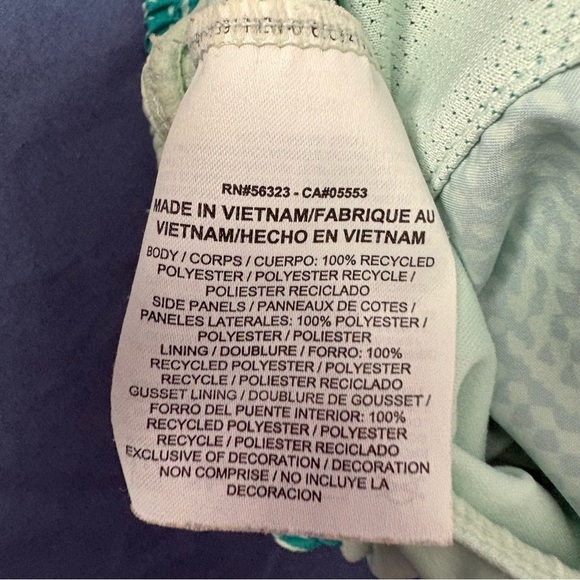 RN#56323 - CA#05553
MADE IN VIETNAM/FABRIQUE AU
VIETNAM/HECHO EN VIETNAM
BODY / CORPS / CUERPO: 100% RECYCLED
POLYESTER / POLYESTER RECYCLE /
POLIESTER RECICLADO
SIDE PANELS / PANNEAUX DE COTES /
PANELES LATERALES: 100% POLYESTER /
POLYESTER / POLIESTER
LINING / DOUBLURE / FORRO: 100%
RECYCLED POLYESTER / POLYESTER
RECYCLE / POLIESTER RECICLADO
GUSSET LINING / DOUBLURE DE GOUSSET /
FORRO DEL PUENTE INTERIOR: 100%
RECYCLED POLYESTER / POLYESTER
RECYCLE / POLIESTER RECICLADO
EXCLUSIVE OF DECORATION / DECORATION
NON COMPRISE / NO INCLUYE LA
DECORACION